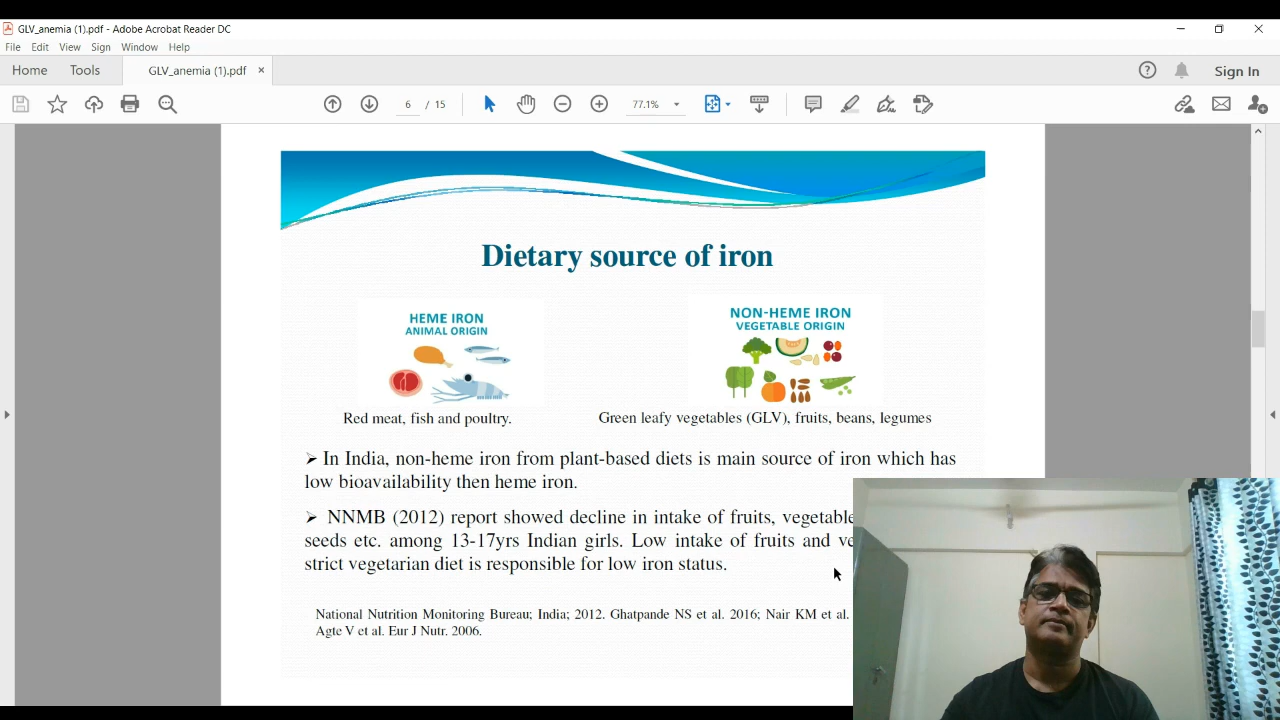 GLV_anemia (1).pdf - Adobe Acrobat Reader DC
File Edit View Sign Window Help
Home Tools GLV_anemia (1).pdf × Sign In
6 / 15 77.1%
Dietary source of iron
HEME IRON
ANIMAL ORIGIN
NON-HEME IRON
VEGETABLE ORIGIN
Red meat, fish and poultry.
Green leafy vegetables (GLV), fruits, beans, legumes
➢ In India, non-heme iron from plant-based diets is main source of iron which has
low bioavailability then heme iron.
➢ NNMB (2012) report showed decline in intake of fruits,
seeds etc. among 13-17yrs Indian girls. Low intake of fruits and
strict vegetarian diet is responsible for low iron status.
National Nutrition Monitoring Bureau; India; 2012. Ghatpande NS et al. 2016; Nair KM et al.
Agte V et al. Eur J Nutr. 2006.